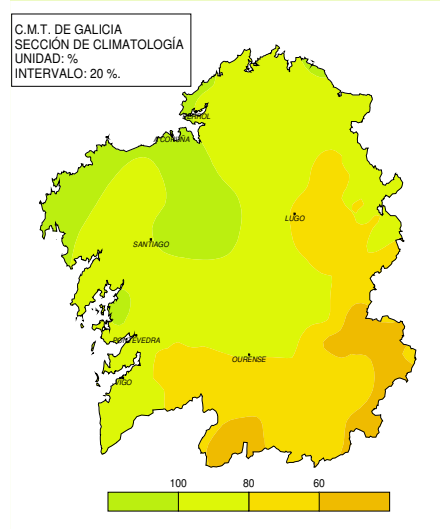 C.M.T. DE GALICIA
SECCIÓN DE CLIMATOLOGÍA
UNIDAD: %
INTERVALO: 20 %.
FERROL
A CORUÑA
LUGO
SANTIAGO
PONTEVEDRA
OURENSE
VIGO
100 80 60